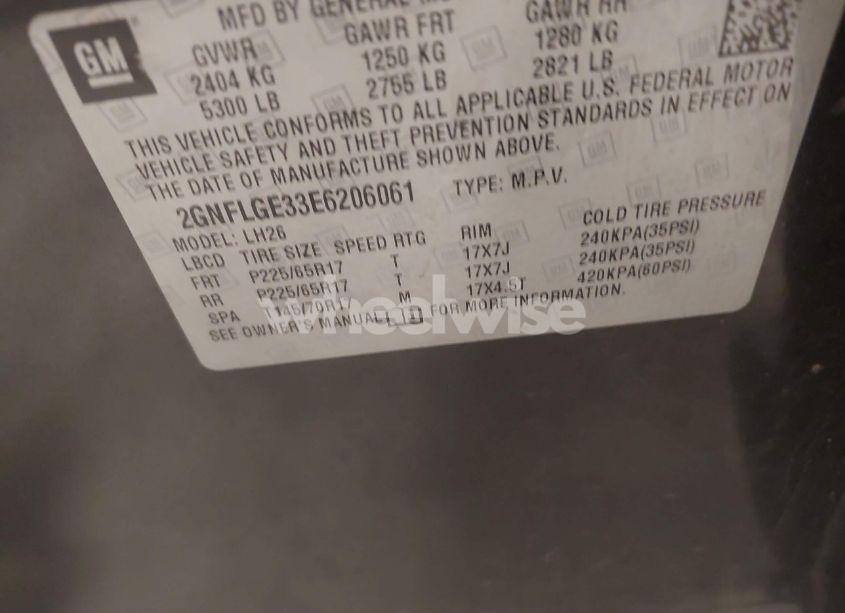 MFD BY GENERAL MO
GM
GVWR GAWR FRT GAWR RR
2404 KG 1250 KG 1280 KG
5300 LB 2755 LB 2821 LB
THIS VEHICLE CONFORMS TO ALL APPLICABLE U.S. FEDERAL MOTOR
VEHICLE SAFETY AND THEFT PREVENTION STANDARDS IN EFFECT ON
THE DATE OF MANUFACTURE SHOWN ABOVE.
2GNFLGE33E6206061 TYPE: M.P.V.
MODEL: LH26
LBCD TIRE SIZE SPEED RTG RIM COLD TIRE PRESSURE
FRT P225/65R17 T 17X7J 240KPA(35PSI)
RR P225/65R17 T 17X7J 240KPA(35PSI)
SPA T145/70R17 M 17X4.5T 420KPA(60PSI)
SEE OWNER'S MANUAL FOR MORE INFORMATION.
wheelwise